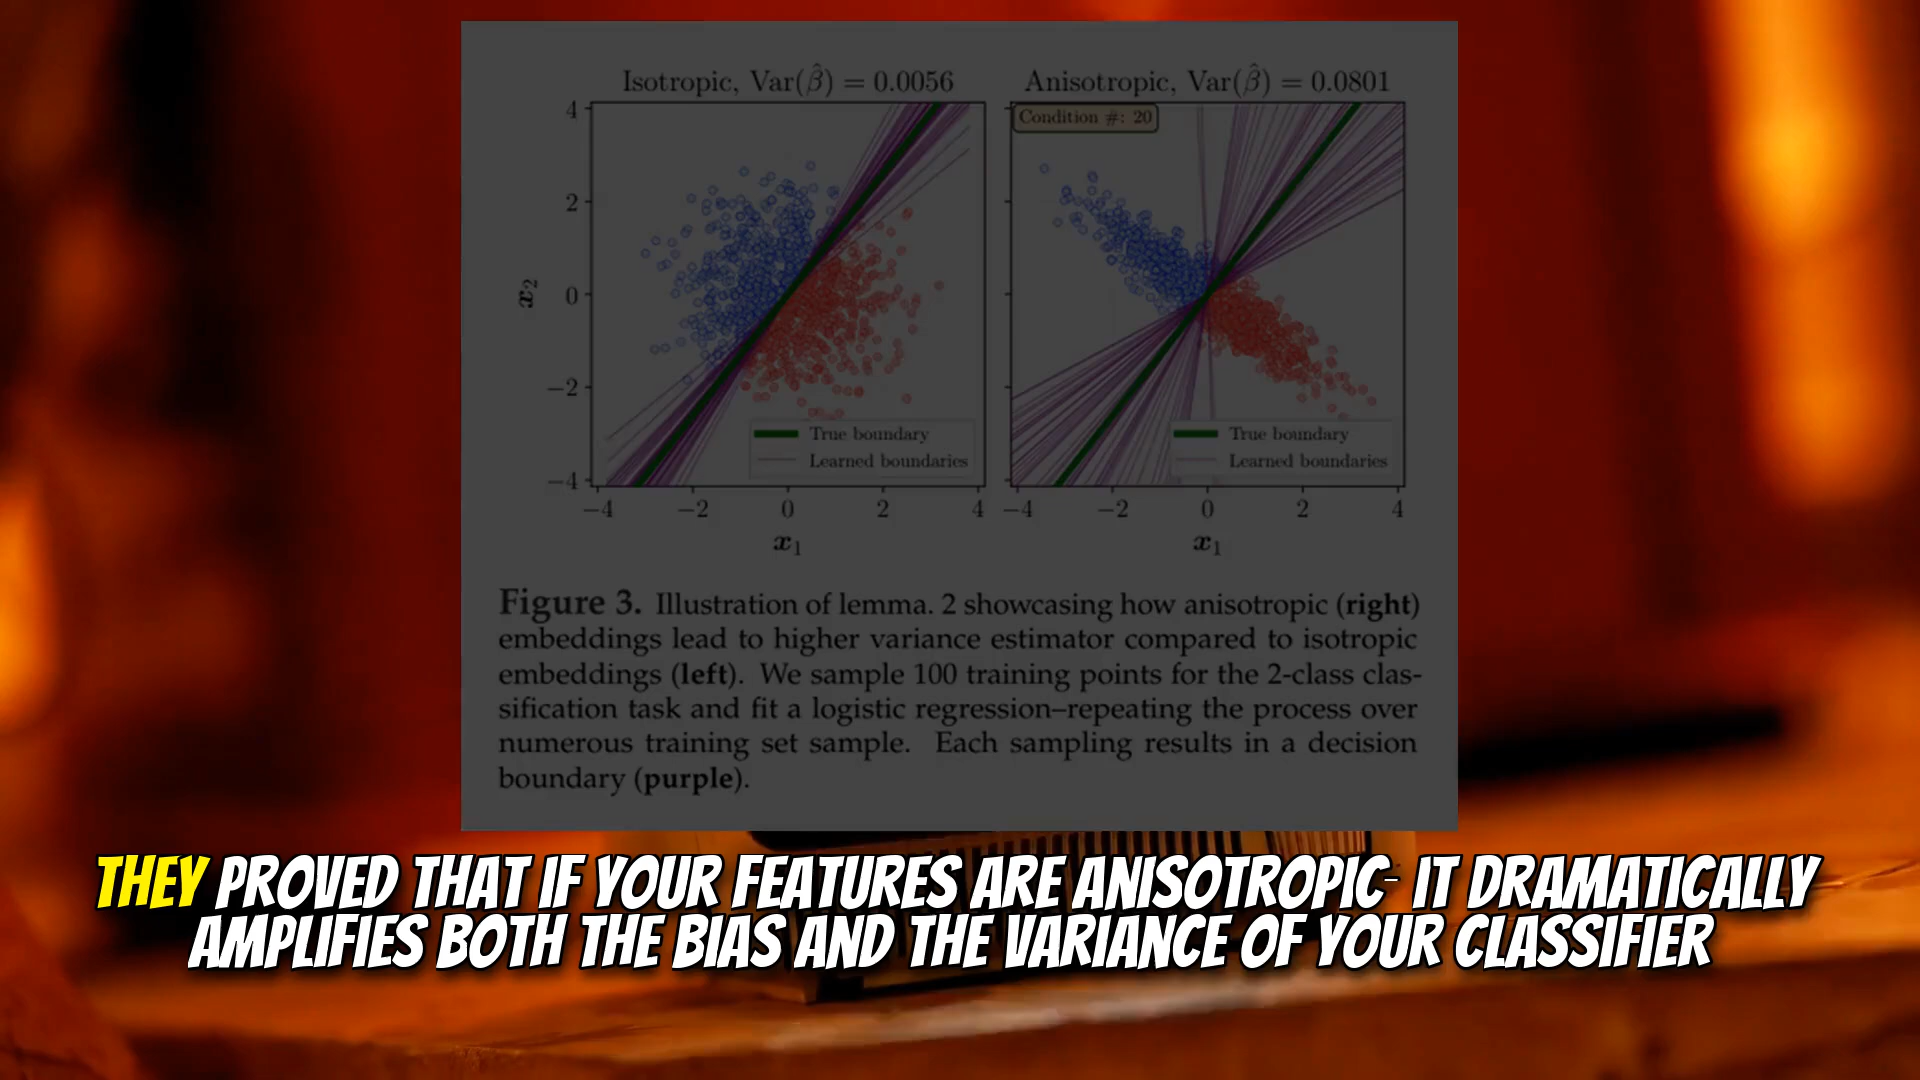 Isotropic, Var(β̂) = 0.0056
Anisotropic, Var(β̂) = 0.0801
Condition #: 20
4
2
0
−2
−4
x₂
True boundary
Learned boundaries
True boundary
Learned boundaries
−4 −2 0 2 4
−4 −2 0 2 4
x₁
x₁
Figure 3. Illustration of lemma. 2 showcasing how anisotropic (right)
embeddings lead to higher variance estimator compared to isotropic
embeddings (left). We sample 100 training points for the 2-class clas-
sification task and fit a logistic regression–repeating the process over
numerous training set sample. Each sampling results in a decision
boundary (purple).
THEY PROVED THAT IF YOUR FEATURES ARE ANISOTROPIC- IT DRAMATICALLY
AMPLIFIES BOTH THE BIAS AND THE VARIANCE OF YOUR CLASSIFIER